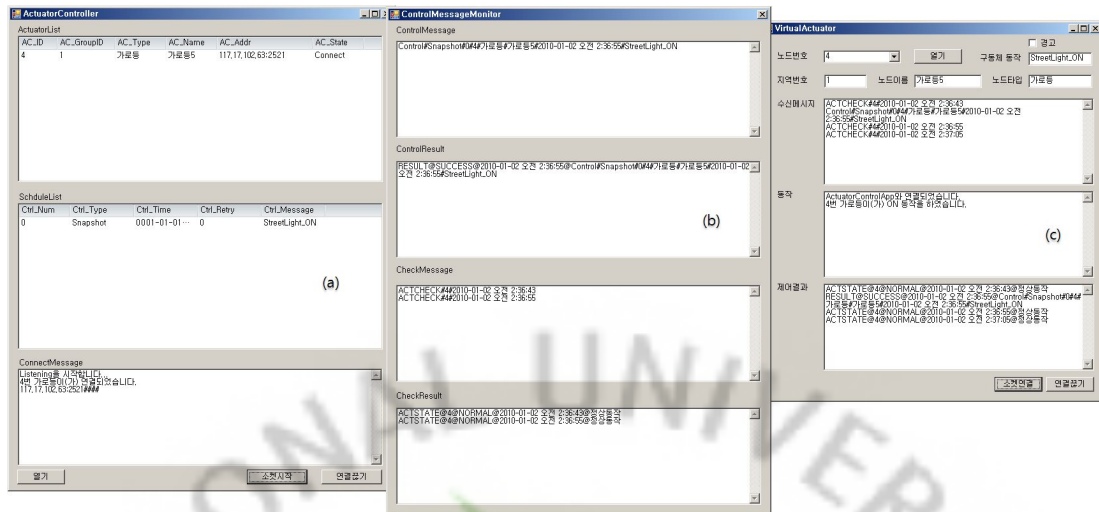 ActuatorController
ActuatorList
AC_ID AC_GroupID AC_Type AC_Name AC_Addr AC_State
4 1 가로등 가로등5 117,17,102,63:2521 Connect
SchduleList
Ctrl_Num Ctrl_Type Ctrl_Time Ctrl_Retry Ctrl_Message
0 Snapshot 0001-01-01··· 0 StreetLight_ON
(a)
ConnectMessage
Listening을 시작합니다...
4번 가로등이(가) 연결되었습니다.
117,17,102,63:2521####
열기 소켓시작 연결끊기
ControlMessageMonitor
ControlMessage
Control#Snapshot#0#4#가로등#가로등5#2010-01-02 오전 2:36:55#StreetLight_ON
ControlResult
RESULT@SUCCESS@2010-01-02 오전 2:36:55@Control#Snapshot#0#4#가로등#가로등5#2010-01-02
오전 2:36:55#StreetLight_ON
(b)
CheckMessage
ACTCHECK#4#2010-01-02 오전 2:36:43
ACTCHECK#4#2010-01-02 오전 2:36:55
CheckResult
ACTSTATE@4@NORMAL@2010-01-02 오전 2:36:43@정상동작
ACTSTATE@4@NORMAL@2010-01-02 오전 2:36:55@정상동작
VirtualActuator
경고
노드번호 4 열기 구동체 동작 StreetLight_ON
지역번호 1 노드이름 가로등5 노드타입 가로등
수신메시지
ACTCHECK#4#2010-01-02 오전 2:36:43
Control#Snapshot#0#4#가로등#가로등5#2010-01-02 오전
2:36:55#StreetLight_ON
ACTCHECK#4#2010-01-02 오전 2:36:55
ACTCHECK#4#2010-01-02 오전 2:37:05
동작
ActuatorControlApp와 연결되었습니다.
4번 가로등이(가) ON 동작을 하였습니다.
(c)
제어결과
ACTSTATE@4@NORMAL@2010-01-02 오전 2:36:43@정상동작
RESULT@SUCCESS@2010-01-02 오전 2:36:55@Control#Snapshot#0#4#
가로등#가로등5#2010-01-02 오전 2:36:55#StreetLight_ON
ACTSTATE@4@NORMAL@2010-01-02 오전 2:36:55@정상동작
ACTSTATE@4@NORMAL@2010-01-02 오전 2:37:05@정상동작
소켓연결 연결끊기
ONAL UNIVER